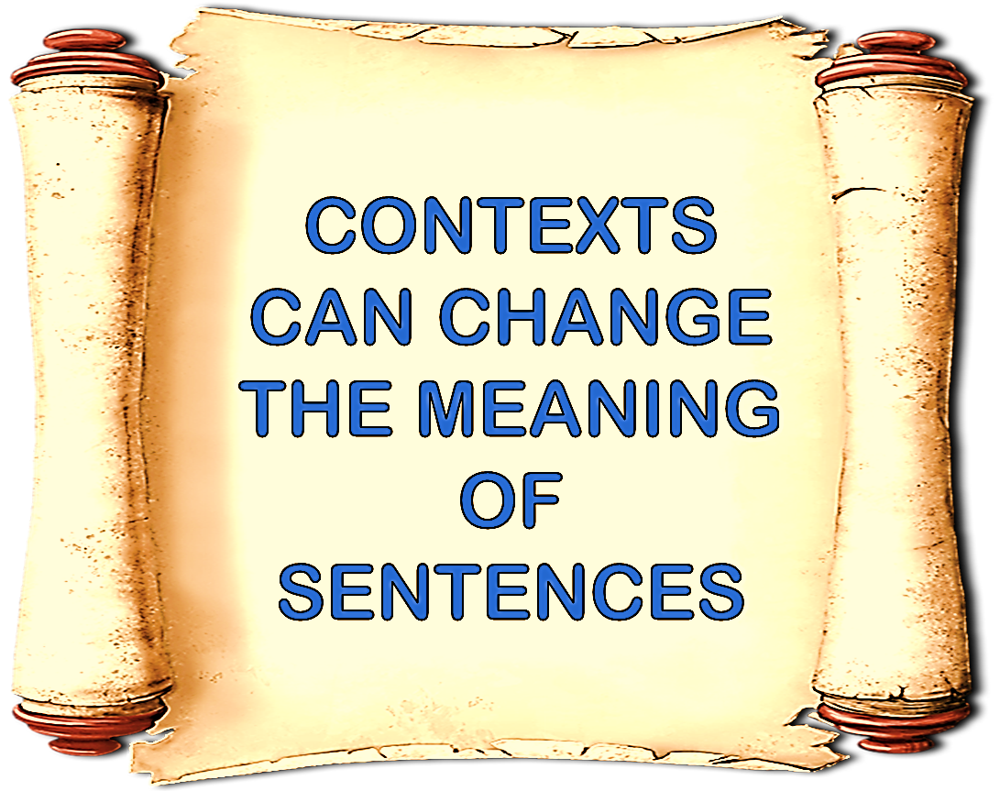 CONTEXTS
CAN CHANGE
THE MEANING
OF
SENTENCES